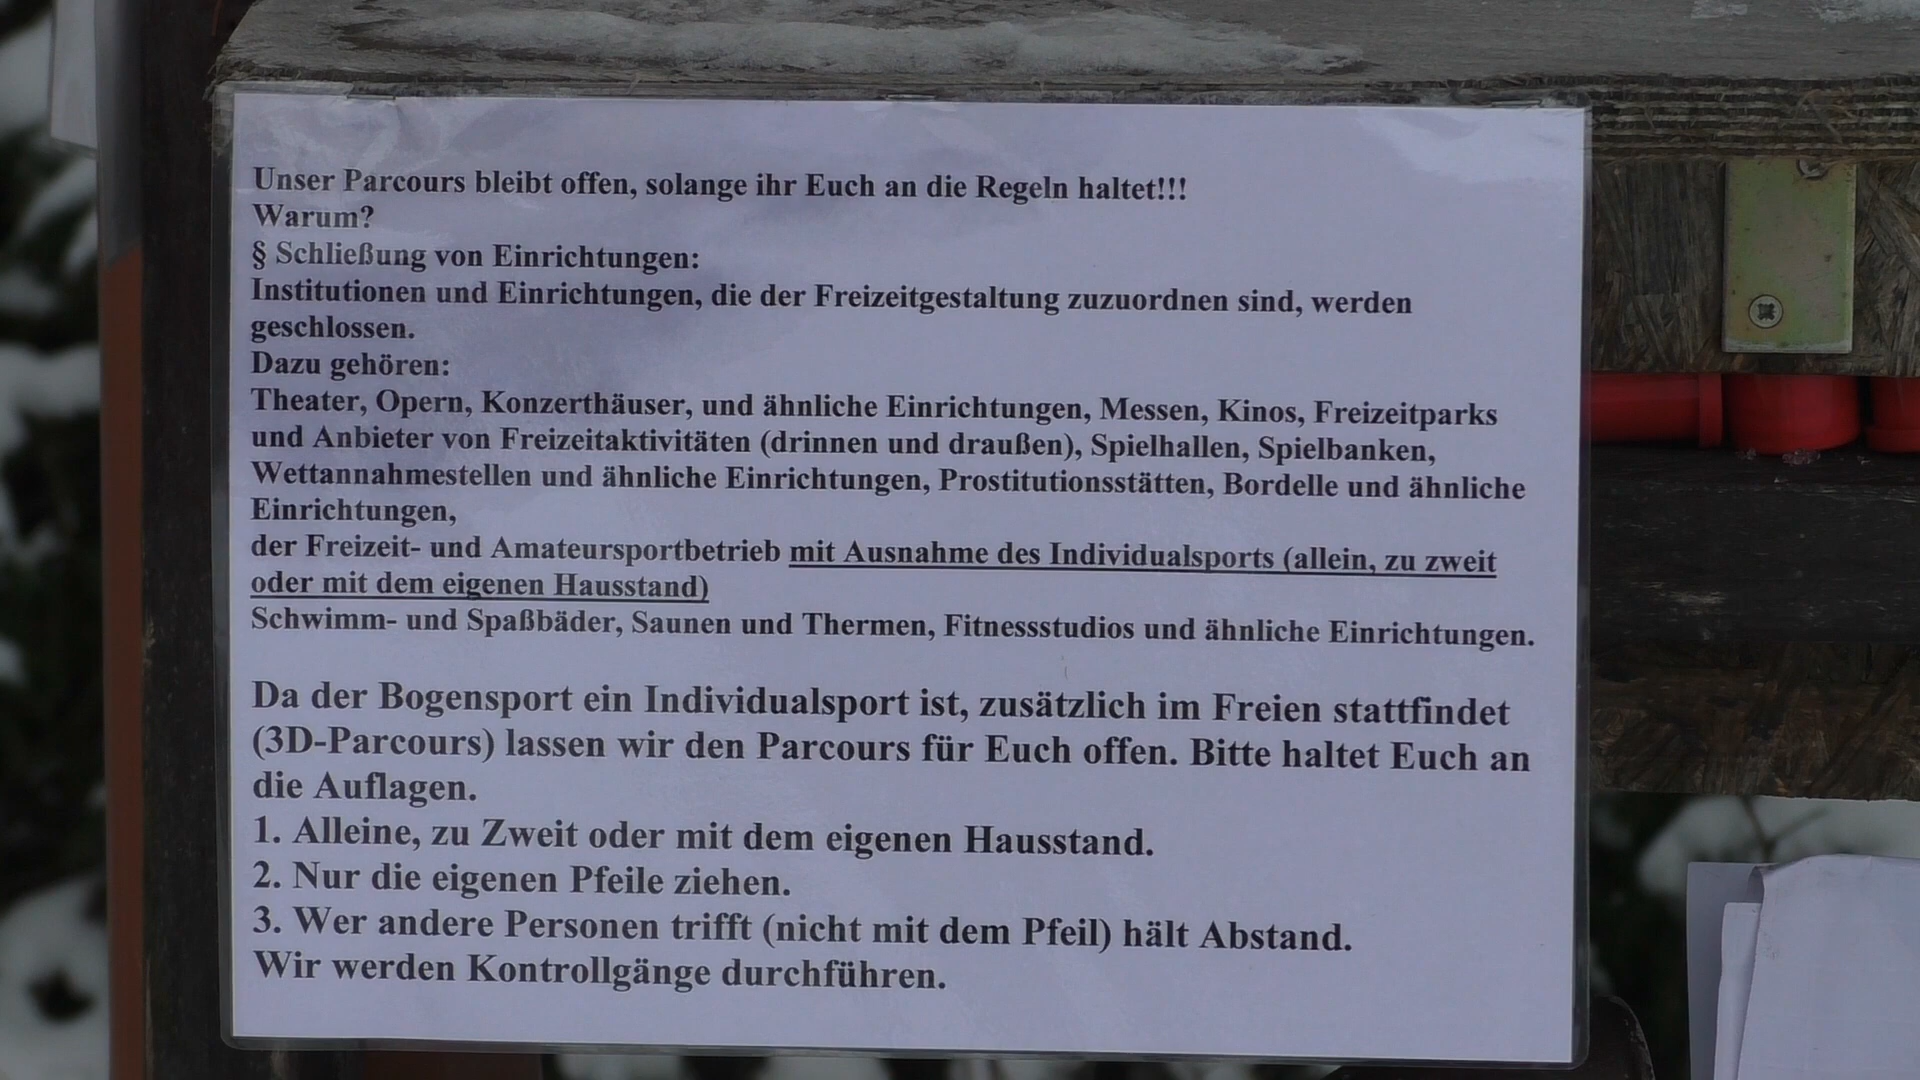 Unser Parcours bleibt offen, solange ihr Euch an die Regeln haltet!!!
Warum?
§ Schließung von Einrichtungen:
Institutionen und Einrichtungen, die der Freizeitgestaltung zuzuordnen sind, werden
geschlossen.
Dazu gehören:
Theater, Opern, Konzerthäuser, und ähnliche Einrichtungen, Messen, Kinos, Freizeitparks
und Anbieter von Freizeitaktivitäten (drinnen und draußen), Spielhallen, Spielbanken,
Wettannahmestellen und ähnliche Einrichtungen, Prostitutionsstätten, Bordelle und ähnliche
Einrichtungen,
der Freizeit- und Amateursportbetrieb mit Ausnahme des Individualsports (allein, zu zweit
oder mit dem eigenen Hausstand)
Schwimm- und Spaßbäder, Saunen und Thermen, Fitnessstudios und ähnliche Einrichtungen.
Da der Bogensport ein Individualsport ist, zusätzlich im Freien stattfindet
(3D-Parcours) lassen wir den Parcours für Euch offen. Bitte haltet Euch an
die Auflagen.
1. Alleine, zu Zweit oder mit dem eigenen Hausstand.
2. Nur die eigenen Pfeile ziehen.
3. Wer andere Personen trifft (nicht mit dem Pfeil) hält Abstand.
Wir werden Kontrollgänge durchführen.